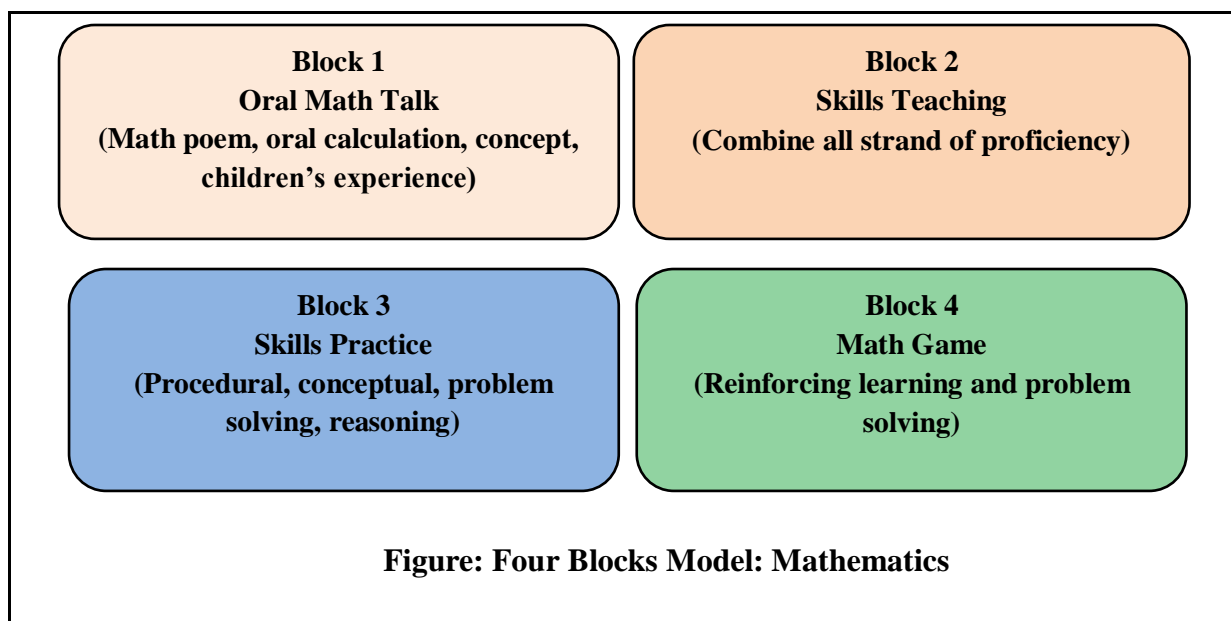 Block 1
Oral Math Talk
(Math poem, oral calculation, concept,
children’s experience)
Block 2
Skills Teaching
(Combine all strand of proficiency)
Block 3
Skills Practice
(Procedural, conceptual, problem
solving, reasoning)
Block 4
Math Game
(Reinforcing learning and problem
solving)
Figure: Four Blocks Model: Mathematics